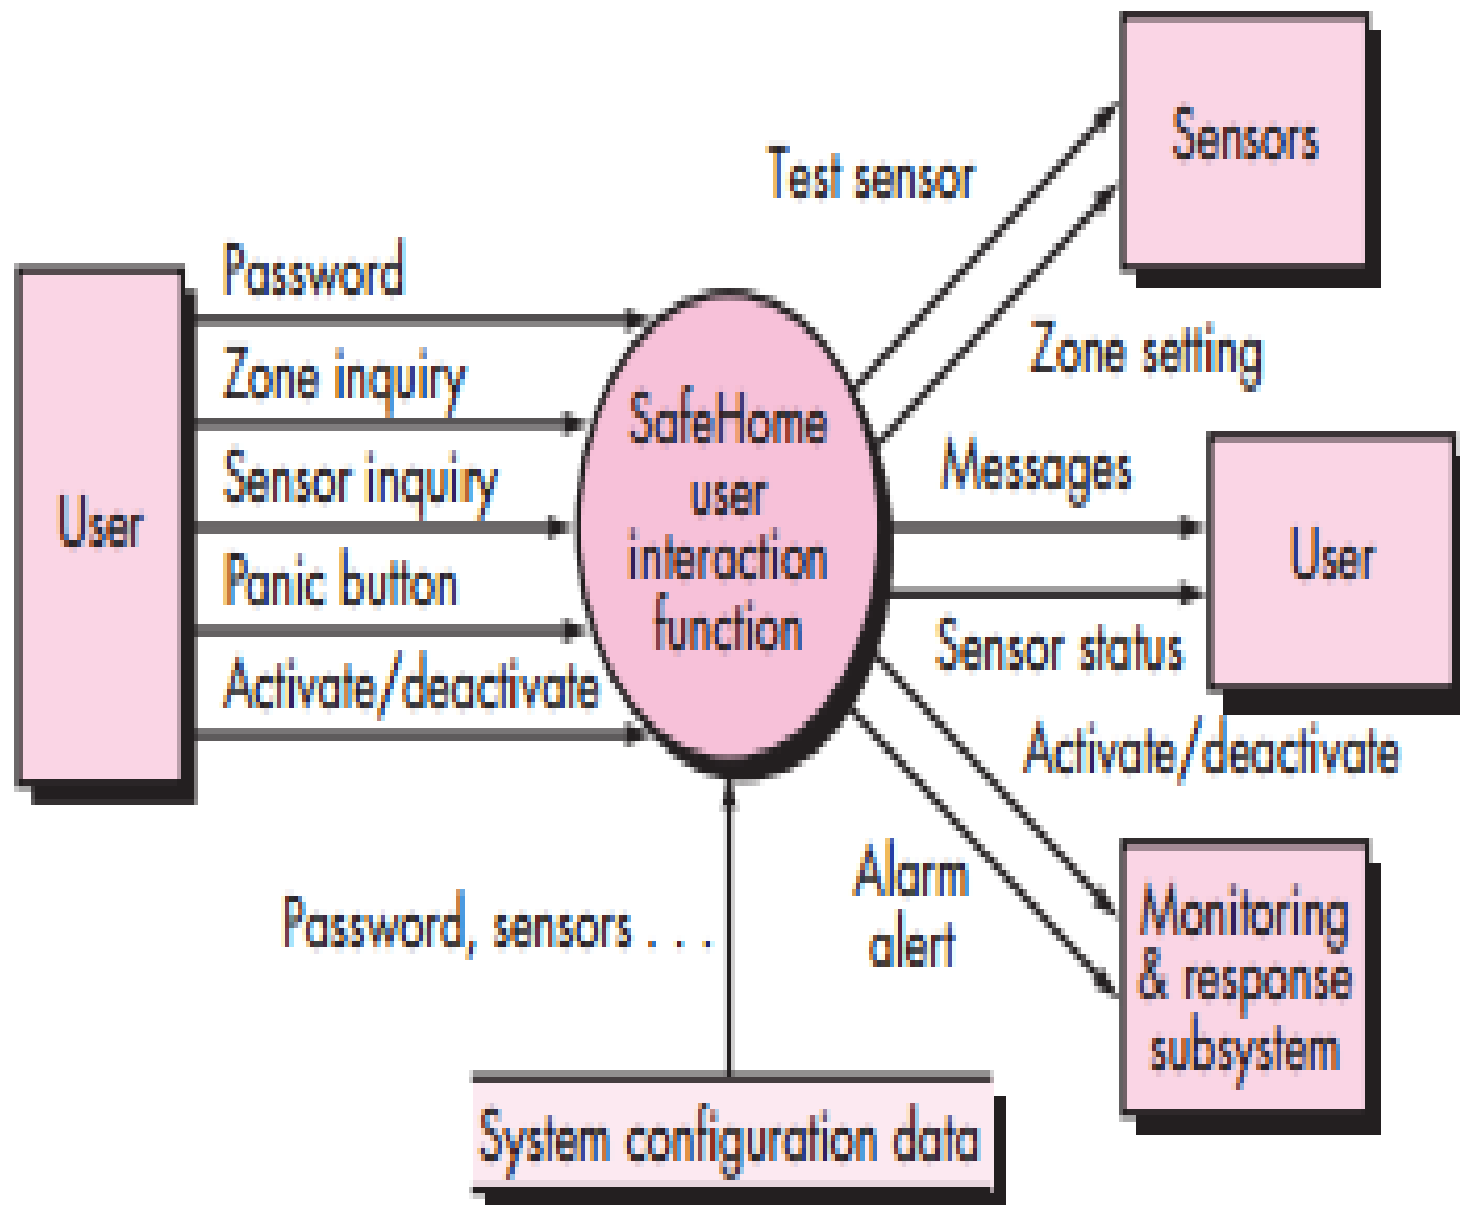 Sensors
Test sensor
Password
Zone setting
Zone inquiry
SafeHome
user
interaction
function
Messages
Sensor inquiry
User
User
Panic button
Sensor status
Activate/deactivate
Activate/deactivate
Alarm
alert
Password, sensors . . .
Monitoring
& response
subsystem
System configuration data